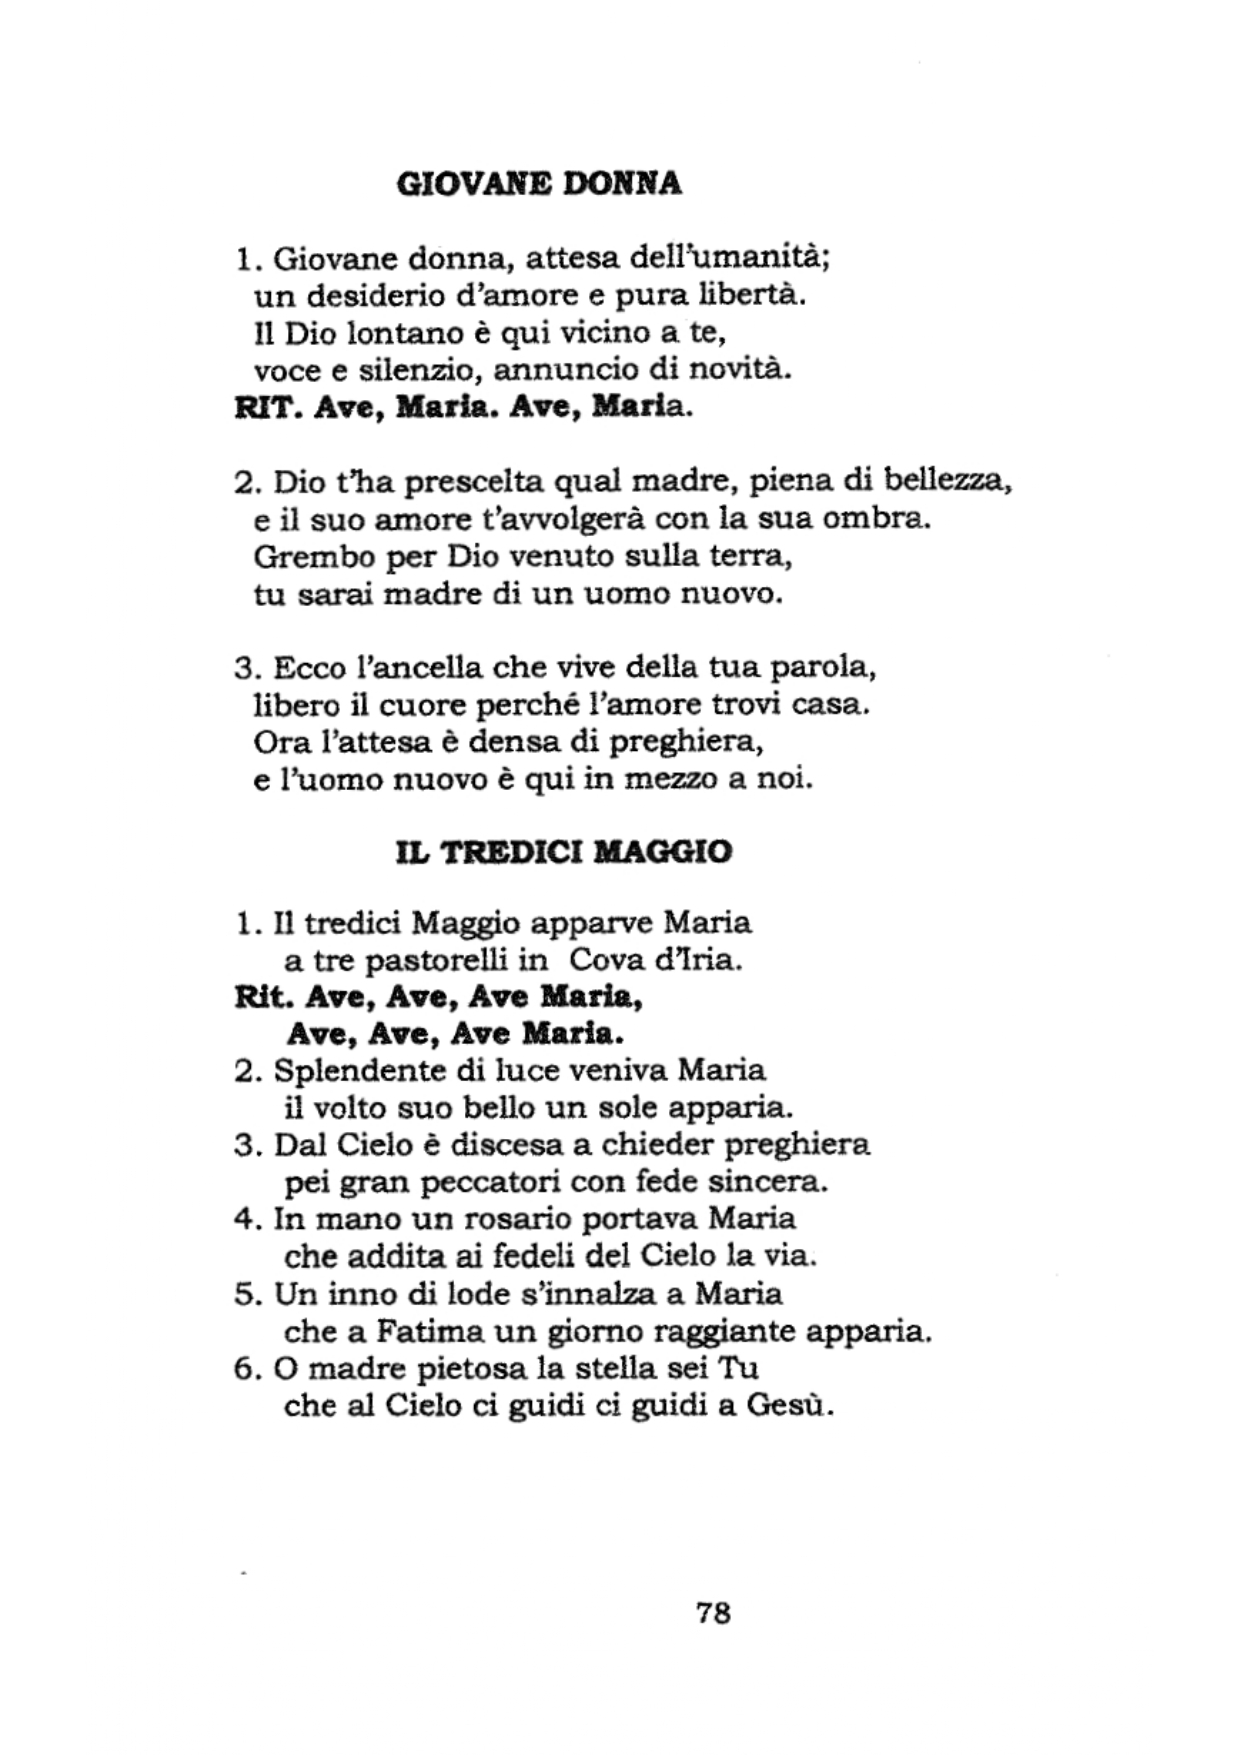 GIOVANE DONNA
1. Giovane donna, attesa dell'umanità;
un desiderio d'amore e pura libertà.
Il Dio lontano è qui vicino a te,
voce e silenzio, annuncio di novità.
RIT. Ave, Maria. Ave, Maria.
2. Dio t'ha prescelta qual madre, piena di bellezza,
e il suo amore t'avvolgerà con la sua ombra.
Grembo per Dio venuto sulla terra,
tu sarai madre di un uomo nuovo.
3. Ecco l'ancella che vive della tua parola,
libero il cuore perché l'amore trovi casa.
Ora l'attesa è densa di preghiera,
e l'uomo nuovo è qui in mezzo a noi.
IL TREDICI MAGGIO
1. Il tredici Maggio apparve Maria
a tre pastorelli in Cova d'Iria.
Rit. Ave, Ave, Ave Maria,
Ave, Ave, Ave Maria.
2. Splendente di luce veniva Maria
il volto suo bello un sole apparia.
3. Dal Cielo è discesa a chieder preghiera
pei gran peccatori con fede sincera.
4. In mano un rosario portava Maria
che addita ai fedeli del Cielo la via.
5. Un inno di lode s'innalza a Maria
che a Fatima un giorno raggiante apparia.
6. O madre pietosa la stella sei Tu
che al Cielo ci guidi ci guidi a Gesù.
78